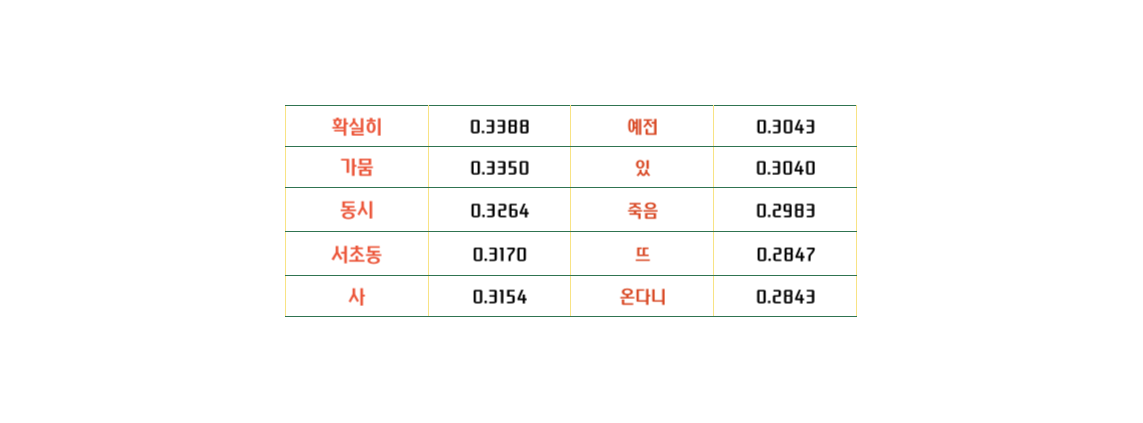 확실히 0.3388 예전 0.3043
가뭄 0.3350 있 0.3040
동시 0.3264 죽음 0.2983
서초동 0.3170 뜨 0.2847
사 0.3154 온다니 0.2843